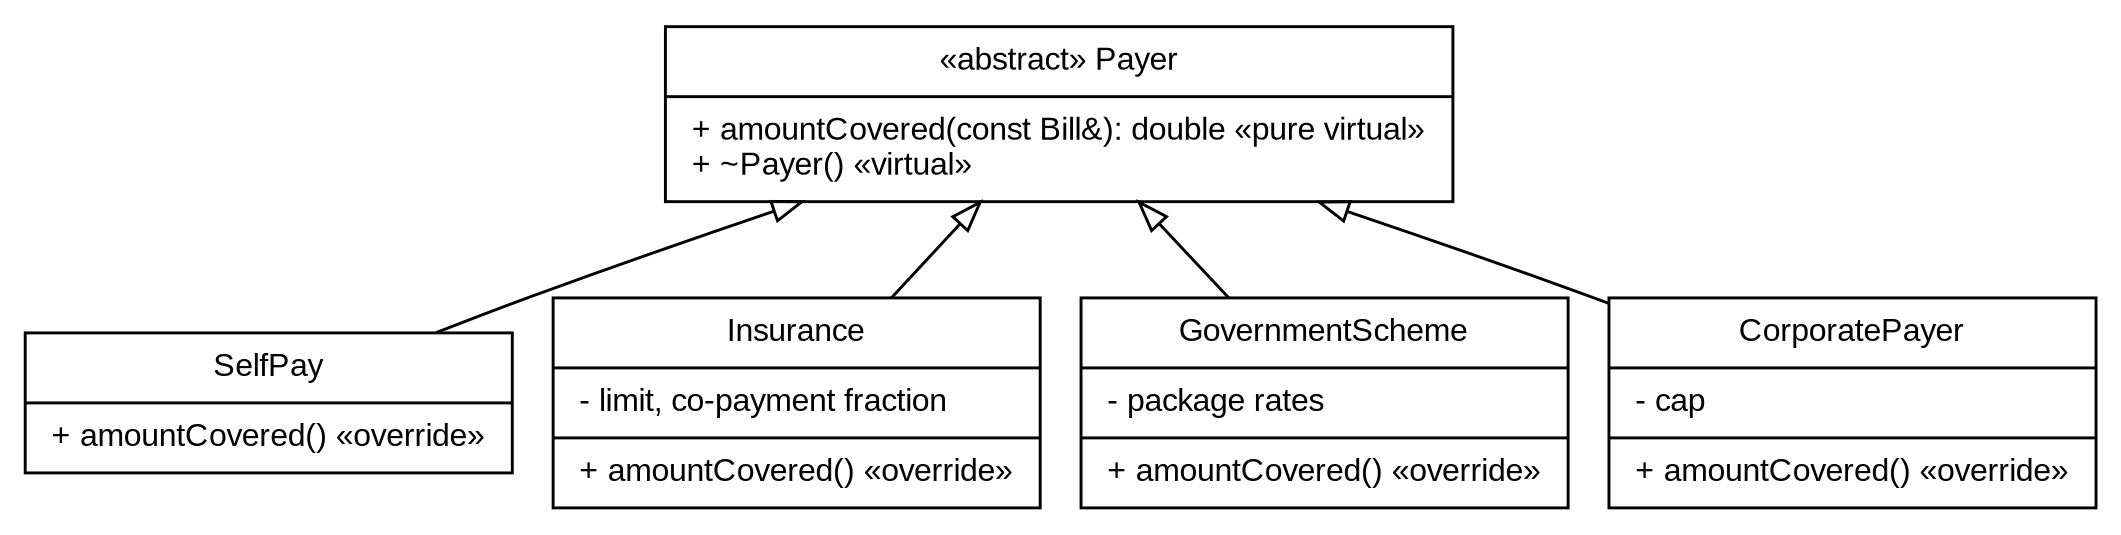 «abstract» Payer
+ amountCovered(const Bill&): double «pure virtual»
+ ~Payer() «virtual»
SelfPay
+ amountCovered() «override»
Insurance
- limit, co-payment fraction
+ amountCovered() «override»
GovernmentScheme
- package rates
+ amountCovered() «override»
CorporatePayer
- cap
+ amountCovered() «override»